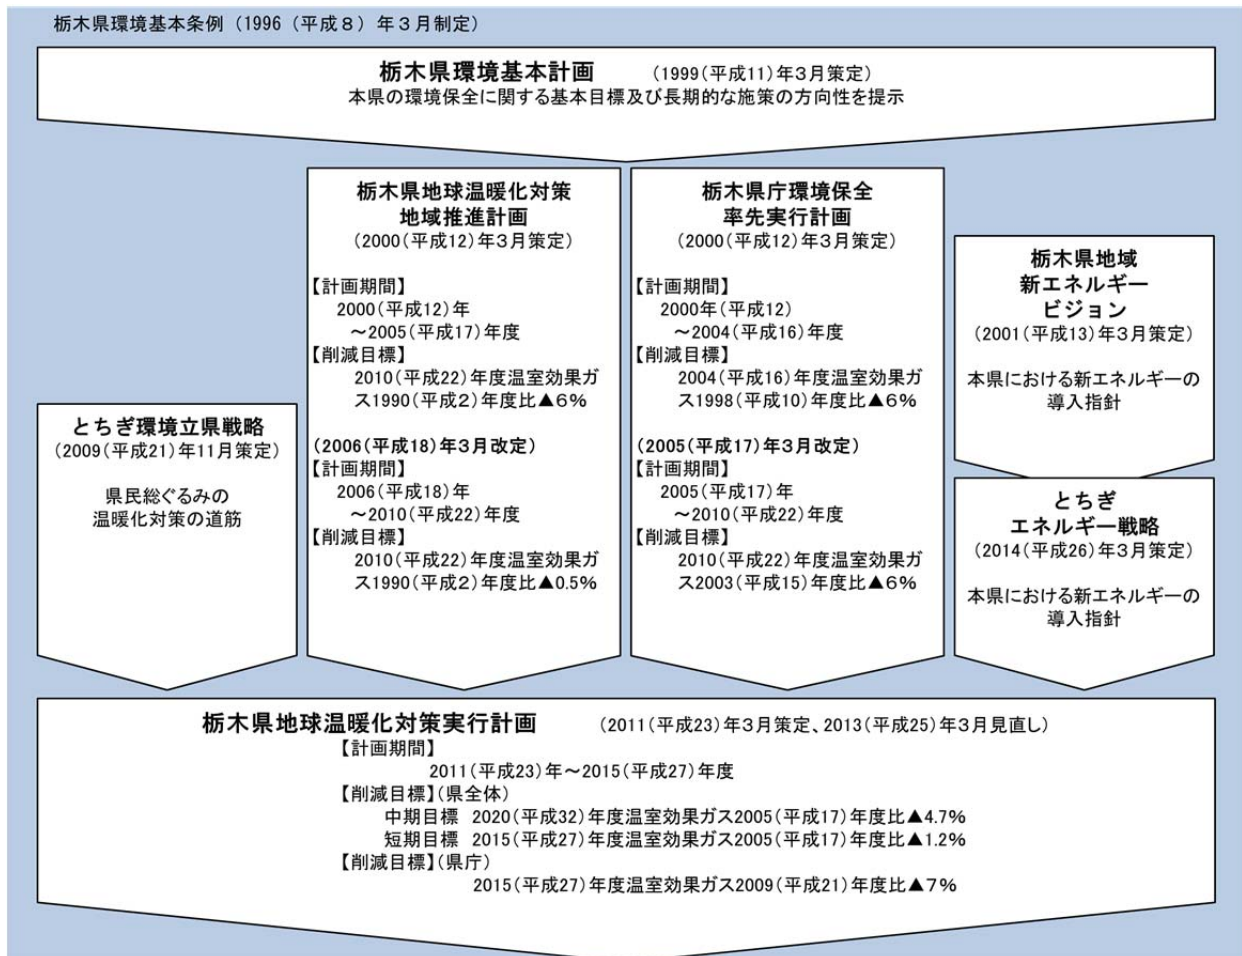 栃木県環境基本条例（1996（平成８）年３月制定）
栃木県環境基本計画　（1999(平成11)年3月策定）
本県の環境保全に関する基本目標及び長期的な施策の方向性を提示
とちぎ環境立県戦略
（2009(平成21)年11月策定）
県民総ぐるみの
温暖化対策の道筋
栃木県地球温暖化対策
地域推進計画
（2000(平成12)年3月策定）
【計画期間】
2000(平成12)年
～2005(平成17)年度
【削減目標】
2010(平成22)年度温室効果ガ
ス1990(平成２)年度比▲6%
(2006(平成18)年3月改定)
【計画期間】
2006(平成18)年
～2010(平成22)年度
【削減目標】
2010(平成22)年度温室効果ガ
ス1990(平成2)年度比▲0.5%
栃木県庁環境保全
率先実行計画
（2000(平成12)年3月策定）
【計画期間】
2000年(平成12)
～2004(平成16)年度
【削減目標】
2004(平成16)年度温室効果ガ
ス1998(平成10)年度比▲6%
(2005(平成17)年3月改定)
【計画期間】
2005(平成17)年
～2010(平成22)年度
【削減目標】
2010(平成22)年度温室効果ガ
ス2003(平成15)年度比▲6%
栃木県地域
新エネルギー
ビジョン
（2001(平成13)年3月策定）
本県における新エネルギーの
導入指針
とちぎ
エネルギー戦略
（2014(平成26)年3月策定）
本県における新エネルギーの
導入指針
栃木県地球温暖化対策実行計画　（2011(平成23)年3月策定、2013(平成25)年3月見直し）
【計画期間】
2011(平成23)年～2015(平成27)年度
【削減目標】(県全体)
中期目標 2020(平成32)年度温室効果ガス2005(平成17)年度比▲4.7%
短期目標 2015(平成27)年度温室効果ガス2005(平成17)年度比▲1.2%
【削減目標】(県庁)
2015(平成27)年度温室効果ガス2009(平成21)年度比▲7%